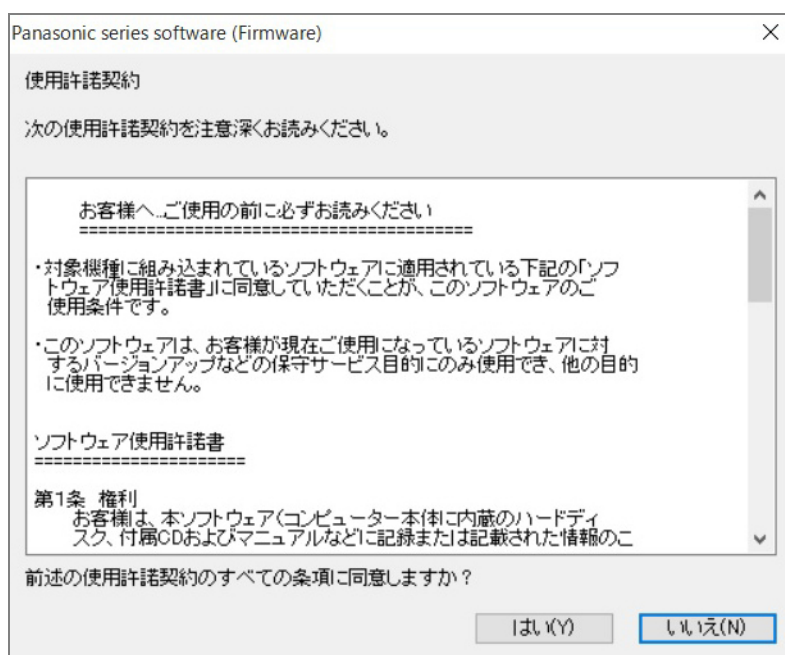 Panasonic series software (Firmware)
使用許諾契約
次の使用許諾契約を注意深くお読みください。
お客様へ…ご使用の前に必ずお読みください
=========================================
・対象機種に組み込まれているソフトウェアに適用されている下記の「ソフ
トウェア使用許諾書」に同意していただくことが、このソフトウェアのご
使用条件です。
・このソフトウェアは、お客様が現在ご使用になっているソフトウェアに対
するバージョンアップなどの保守サービス目的にのみ使用でき、他の目的
に使用できません。
ソフトウェア使用許諾書
======================
第1条 権利
お客様は、本ソフトウェア(コンピューター本体に内蔵のハードディ
スク、付属CDおよびマニュアルなどに記録または記載された情報のこ
前述の使用許諾契約のすべての条項に同意しますか?
はい(Y)
いいえ(N)